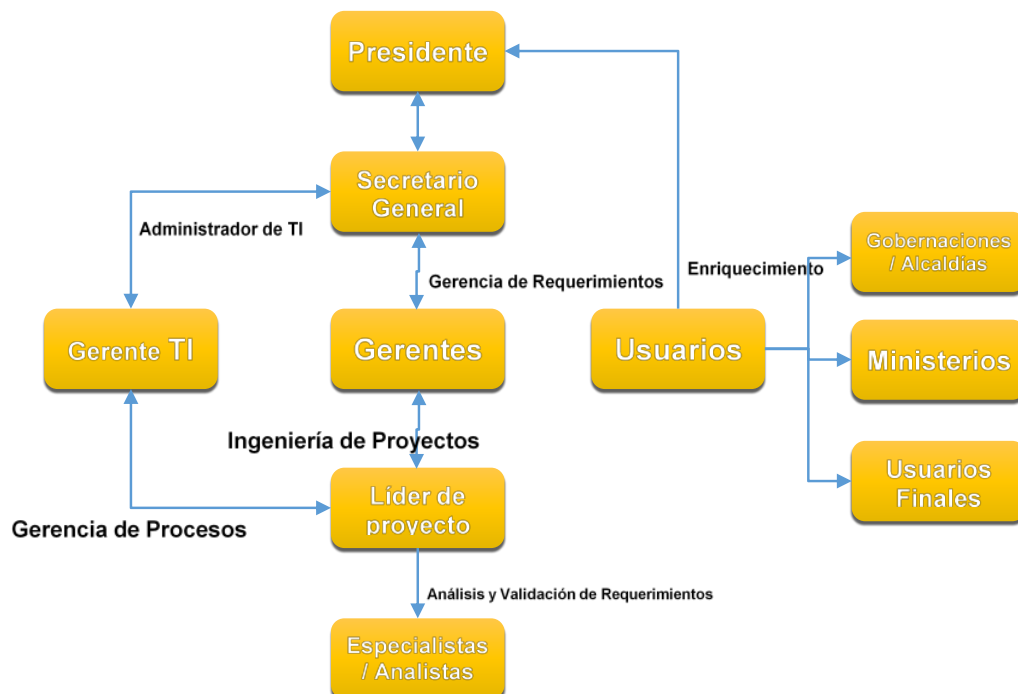 Presidente
Secretario
General
Administrador de TI
Gobernaciones
/ Alcaldías
Enriquecimiento
Gerencia de Requerimientos
Gerente TI
Gerentes
Usuarios
Ministerios
Ingeniería de Proyectos
Usuarios
Finales
Líder de
proyecto
Gerencia de Procesos
Análisis y Validación de Requerimientos
Especialistas
/ Analistas